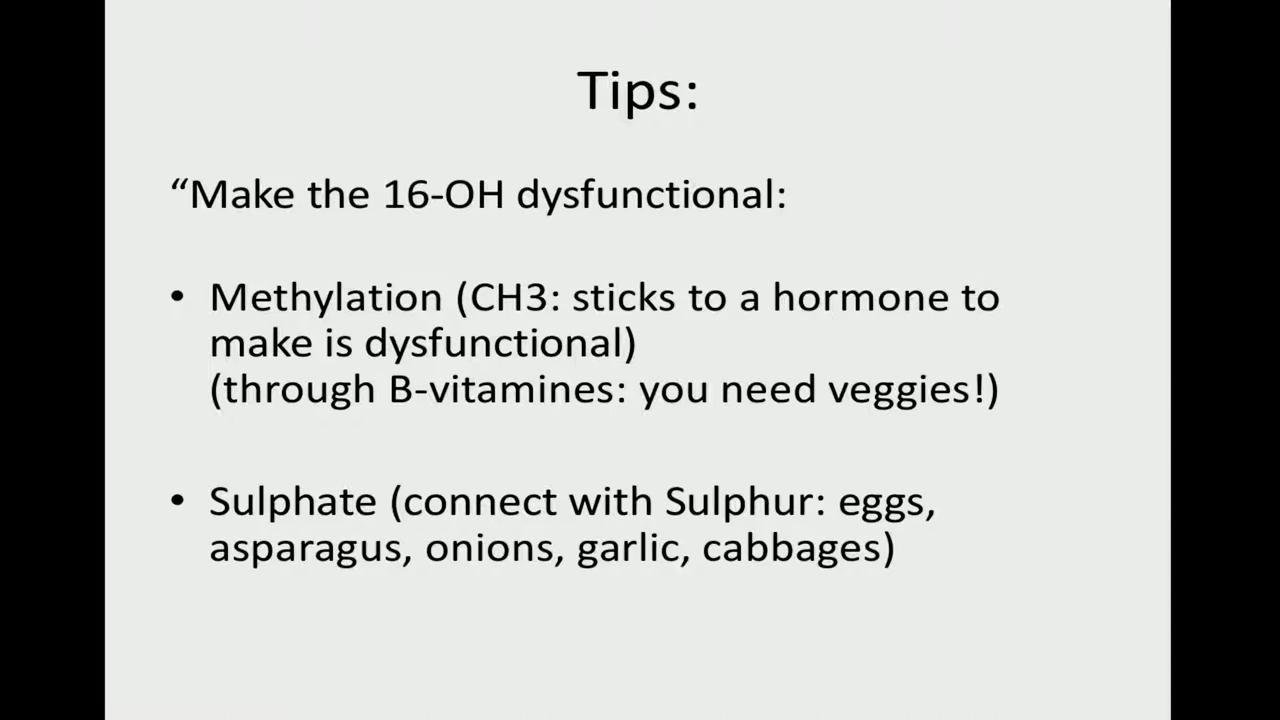 Tips:
“Make the 16-OH dysfunctional:
• Methylation (CH3: sticks to a hormone to
make is dysfunctional)
(through B-vitamines: you need veggies!)
• Sulphate (connect with Sulphur: eggs,
asparagus, onions, garlic, cabbages)